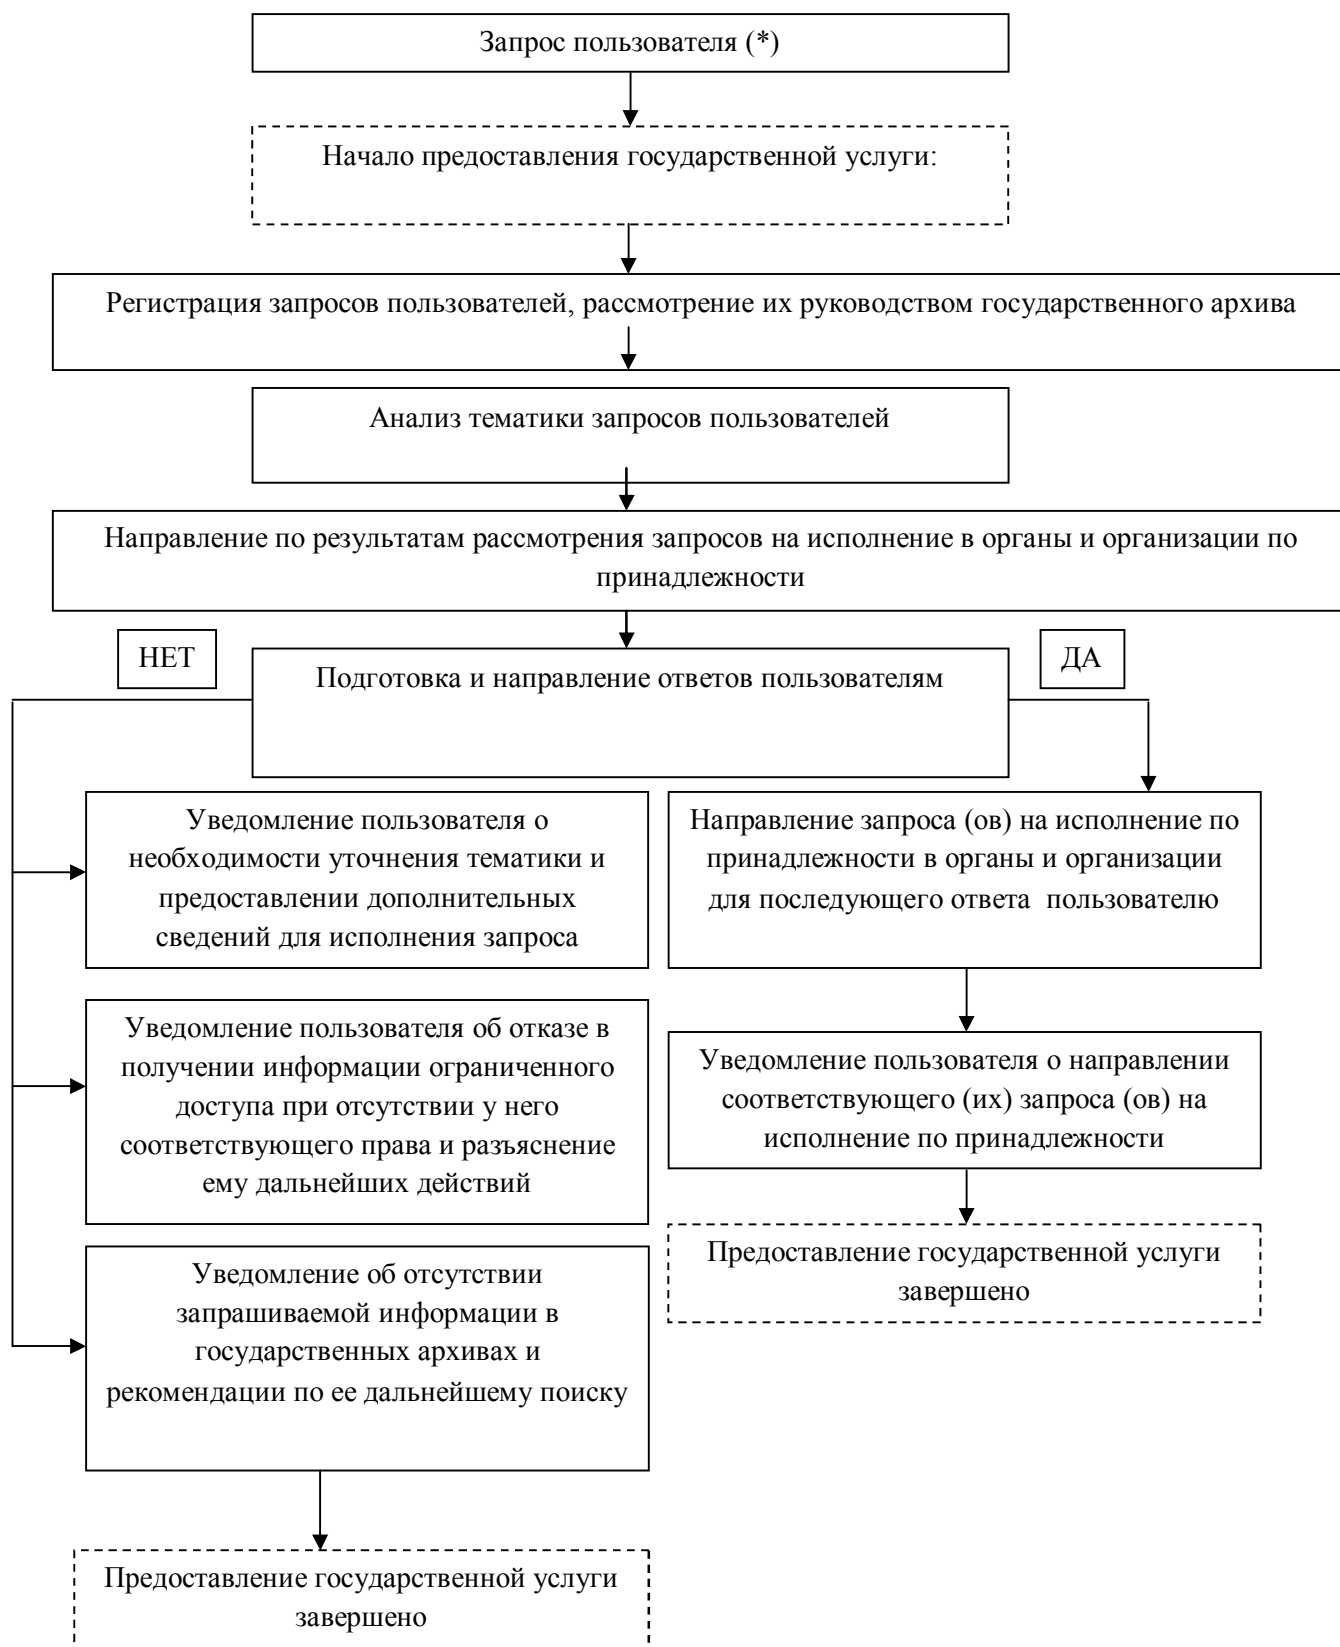 Запрос пользователя (*)
Начало предоставления государственной услуги:
Регистрация запросов пользователей, рассмотрение их руководством государственного архива
Анализ тематики запросов пользователей
Направление по результатам рассмотрения запросов на исполнение в органы и организации по
принадлежности
НЕТ
Подготовка и направление ответов пользователям
ДА
Уведомление пользователя о
необходимости уточнения тематики и
предоставлении дополнительных
сведений для исполнения запроса
Уведомление пользователя об отказе в
получении информации ограниченного
доступа при отсутствии у него
соответствующего права и разъяснение
ему дальнейших действий
Уведомление об отсутствии
запрашиваемой информации в
государственных архивах и
рекомендации по ее дальнейшему поиску
Предоставление государственной услуги
завершено
Направление запроса (ов) на исполнение по
принадлежности в органы и организации
для последующего ответа  пользователю
Уведомление пользователя о направлении
соответствующего (их) запроса (ов) на
исполнение по принадлежности
Предоставление государственной услуги
завершено